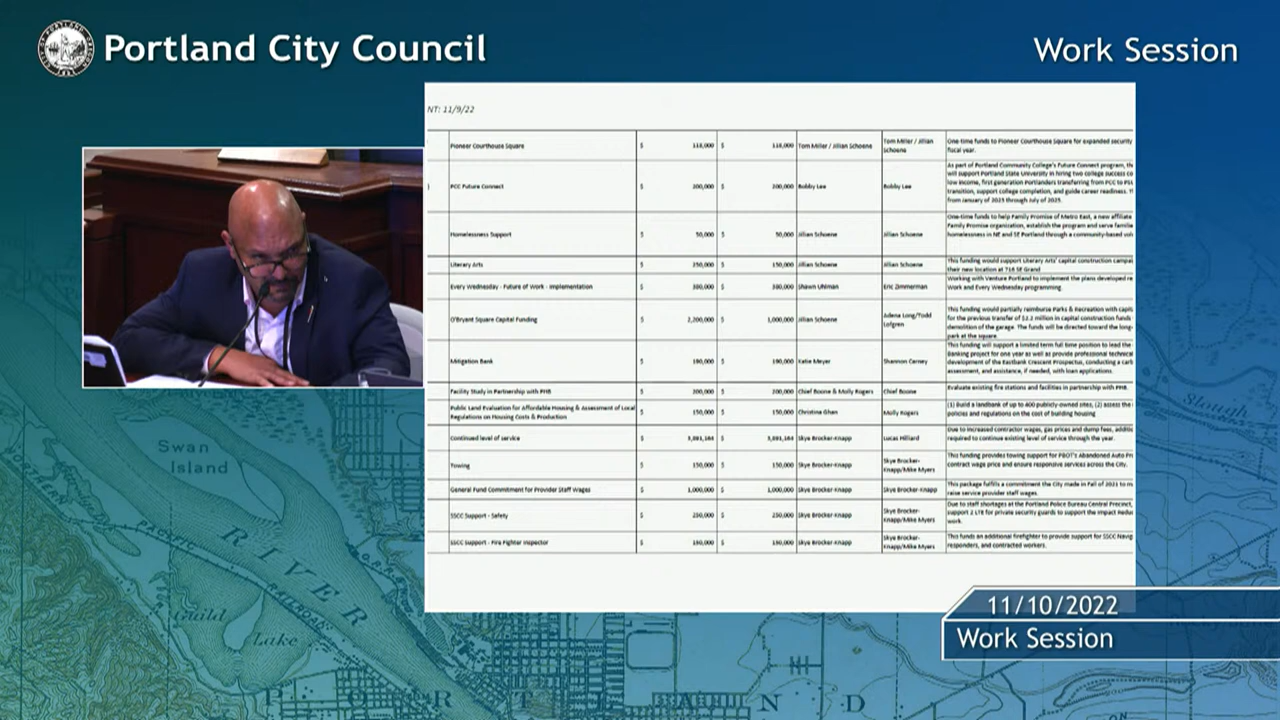 Portland City Council
Work Session
NT: 11/9/22
Pioneer Courthouse Square $ 118,000 $ 118,000 Tom Miller / Jillian Schoene Tom Miller / Jillian Schoene One-time funds to Pioneer Courthouse Square for expanded security
fiscal year.
PCC Future Connect 200,000 $ 200,000 Bobby Lee Bobby Lee As part of Portland Community College's Future Connect program, th
will support Portland State University in hiring two college success co
low income, first generation Portlanders transferring from PCC to PSU
transition, support college completion, and guide career readiness.
from January of 2023 through July of 2025.
Homelessness Support $ 50,000 $ 50,000 Jillian Schoene Jillian Schoene One-time funds to help Family Promise of Metro East, a new affiliate
Family Promise organization, establish the program and serve familie
homelessness in NE and SE Portland through a community-based vol
Literary Arts $ 150,000 Jillian Schoene Jillian Schoene This funding would support Literary Arts' capital construction campai
their new location at 716 SE Grand
Every Wednesday - Future of Work - Implementation $ 300,000 $ 300,000 Shawn Uhlman Eric Zimmerman Working with Venture Portland to implement the plans developed re
Work and Every Wednesday programming.
O'Bryant Square Capital Funding $ 2,200,000 $ 1,000,000 Jillian Schoene Adena Long/Todd Lofgren This funding would partially reimburse Parks & Recreation with capit
for the previous transfer of $2.2 million in capital construction funds
demolition of the garage. The funds will be directed toward the long-
park at the square.
Mitigation Bank $ 190,000 $ 190,000 Katie Meyer Shannon Carney This funding will support a limited term full time position to lead the
Banking project for one year as well as provide professional technical
development of the Eastbank Crescent Prospectus, conducting a carb
assessment, and assistance, if needed, with loan applications.
Facility Study in Partnership with PHB $ 200,000 $ 200,000 Chief Boone & Molly Rogers Chief Boone Evaluate existing fire stations and facilities in partnership with PHB.
Public Land Evaluation for Affordable Housing & Assessment of Local
Regulations on Housing Costs & Production $ 150,000 $ 150,000 Christina Ghan Molly Rogers (1) Build a landbank of up to 400 publicly-owned sites, (2) assess the
policies and regulations on the cost of building housing
Continued level of service $ 3,891,164 $ 3,891,164 Skye Brocker-Knapp Lucas Hilliard Due to increased contractor wages, gas prices and dump fees, additio
required to continue existing level of service through the year.
Towing $ 150,000 $ 150,000 Skye Brocker-Knapp Skye Brocker-Knapp/Mike Myers This funding provides towing support for PBOT's Abandoned Auto Pr
contract wage price and ensure responsive services across the City.
General Fund Commitment for Provider Staff Wages $ 1,000,000 $ 1,000,000 Skye Brocker-Knapp Skye Brocker-Knapp This package fulfills a commitment the City made in Fall of 2021 to
raise service provider staff wages.
SSCC Support - Safety $ 250,000 $ 250,000 Skye Brocker-Knapp Skye Brocker-Knapp/Mike Myers Due to staff shortages at the Portland Police Bureau Central Precinct,
support 2 LTB for private security guards to support the Impact Reduc
work.
SSCC Support - Fire Fighter Inspector $ $ Skye Brocker-Knapp Skye Brocker-Knapp/Mike Myers This funds an additional firefighter to provide support for SSCC Navig
responders, and contracted workers.
Swan
Island
Guild
Lake
Slough
RIVER
PORTLAND
11/10/2022
Work Session